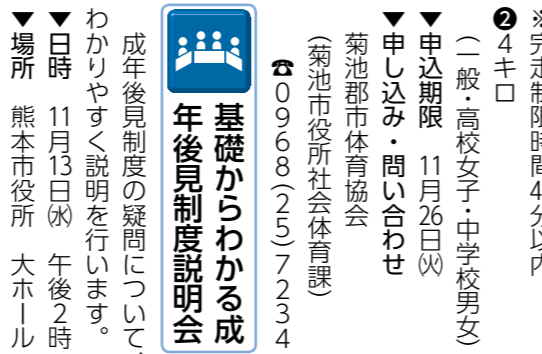 ※完走制限時間4分以内
❷4キロ
(一般・高校女子・中学校男女)
▼申込期限 11月26日㈫
▼申し込み・問い合わせ
菊池郡市体育協会
(菊池市役所社会体育課)
☎0968(25)7234
基礎からわかる成
年後見制度説明会
成年後見制度の疑問について、
わかりやすく説明を行います。
▼日時 11月13日㈬ 午後2時
▼場所 熊本市役所 大ホール